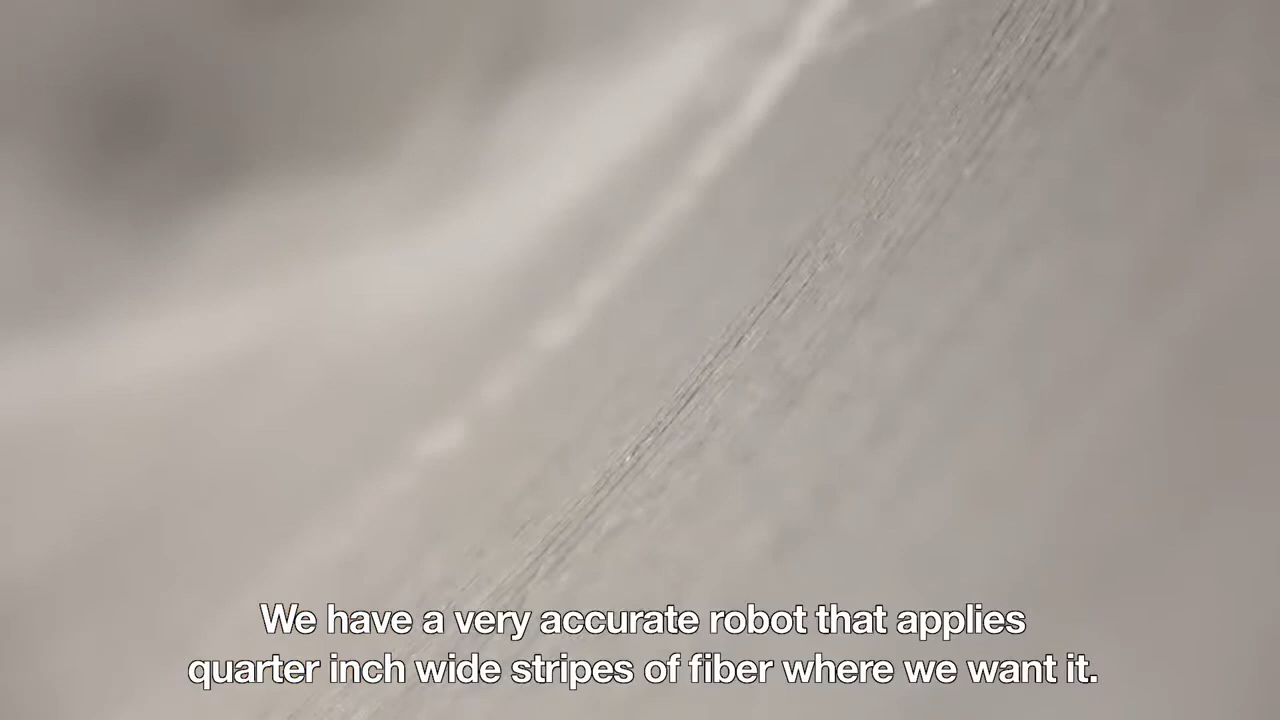 We have a very accurate robot that applies
quarter inch wide stripes of fiber where we want it.